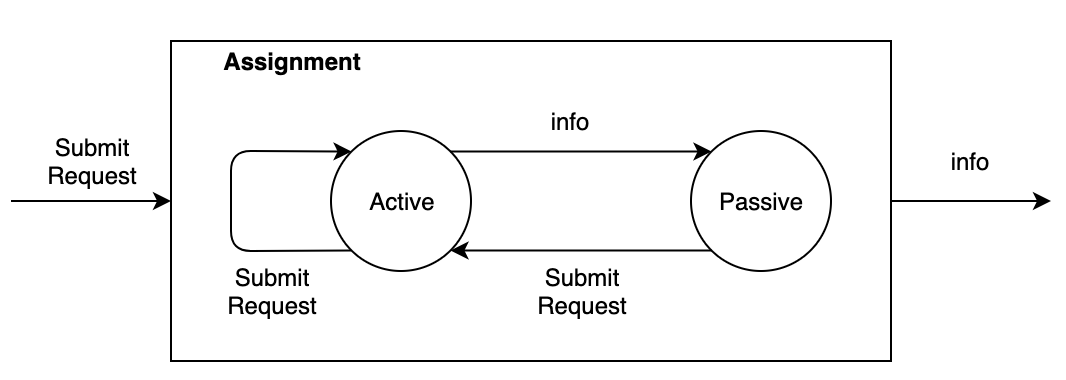 Assignment
info
Submit
Request
info
Active
Passive
Submit
Request
Submit
Request